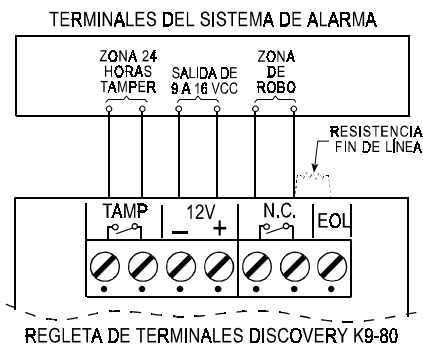 TERMINALES DEL SISTEMA DE ALARMA
ZONA 24
HORAS
TAMPER
SALIDA DE
9 A 16 VCC
ZONA
DE
ROBO
RESISTENCIA
FIN DE LÍNEA
TAMP
12V
– +
N.C.
EOL
REGLETA DE TERMINALES DISCOVERY K9-80